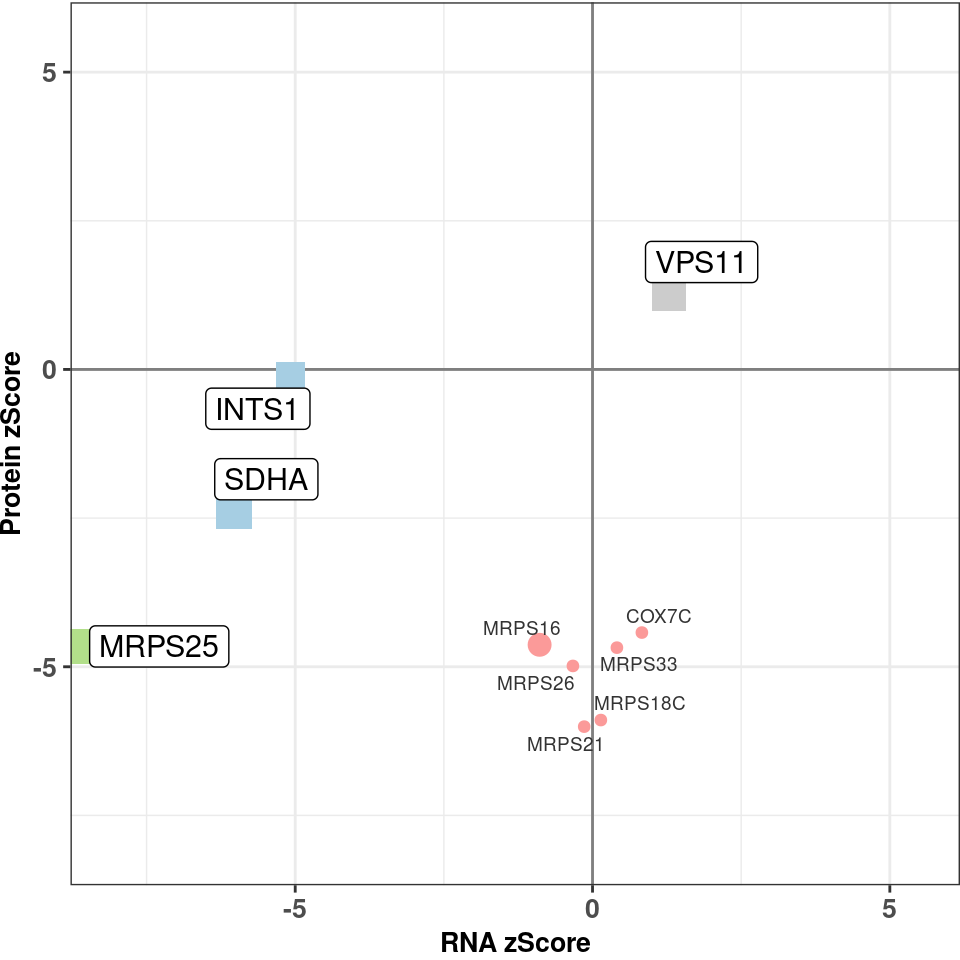 5
VPS11
0
INTS1
SDHA
COX7C
MRPS16
MRPS25
MRPS33
-5
MRPS26
MRPS18C
MRPS21
-5
0
5
RNA zScore
Protein zScore